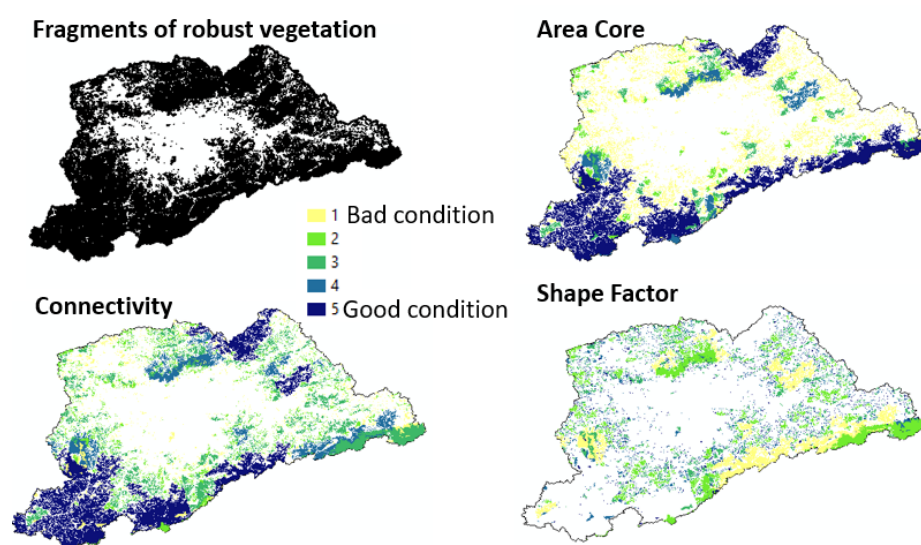 Fragments of robust vegetation
Area Core
1 Bad condition
2
3
4
5 Good condition
Connectivity
Shape Factor